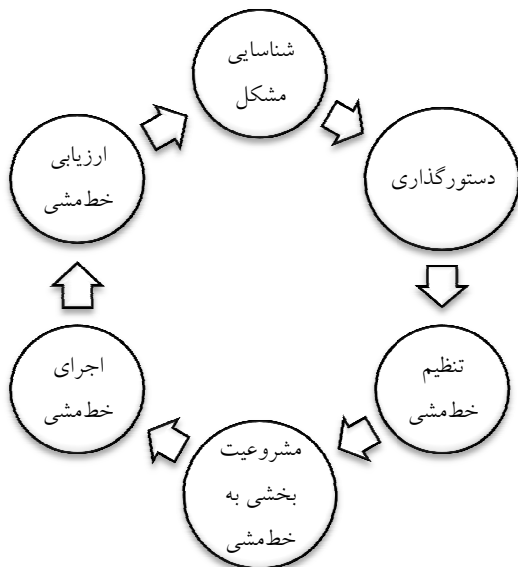 شناسایی
مشکل
دستورگذاری
تنظیم
خط‌مشی
مشروعیت
بخشی به
خط‌مشی
اجرای
خط‌مشی
ارزیابی
خط‌مشی